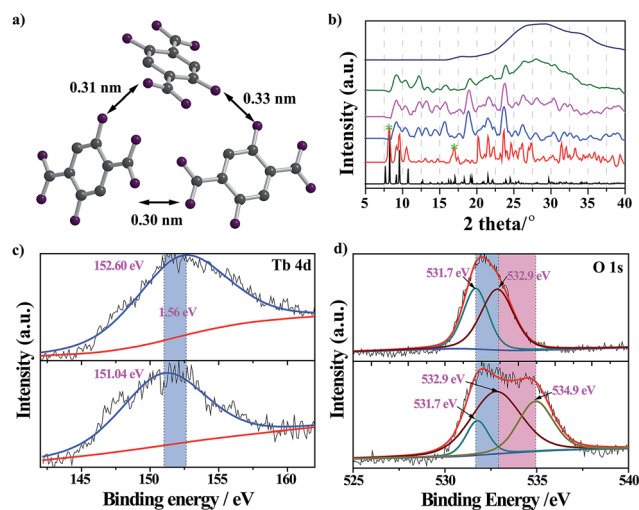 a)
0.31 nm
0.33 nm
0.30 nm
b)
Intensity (a.u.)
*
*
5 10 15 20 25 30 35 40
2 theta/°
c)
Tb 4d
152.60 eV
1.56 eV
151.04 eV
Intensity (a.u.)
145 150 155 160
Binding energy / eV
d)
O 1s
531.7 eV
532.9 eV
532.9 eV
531.7 eV
534.9 eV
Intensity (a.u.)
525 530 535 540
Binding Energy / eV